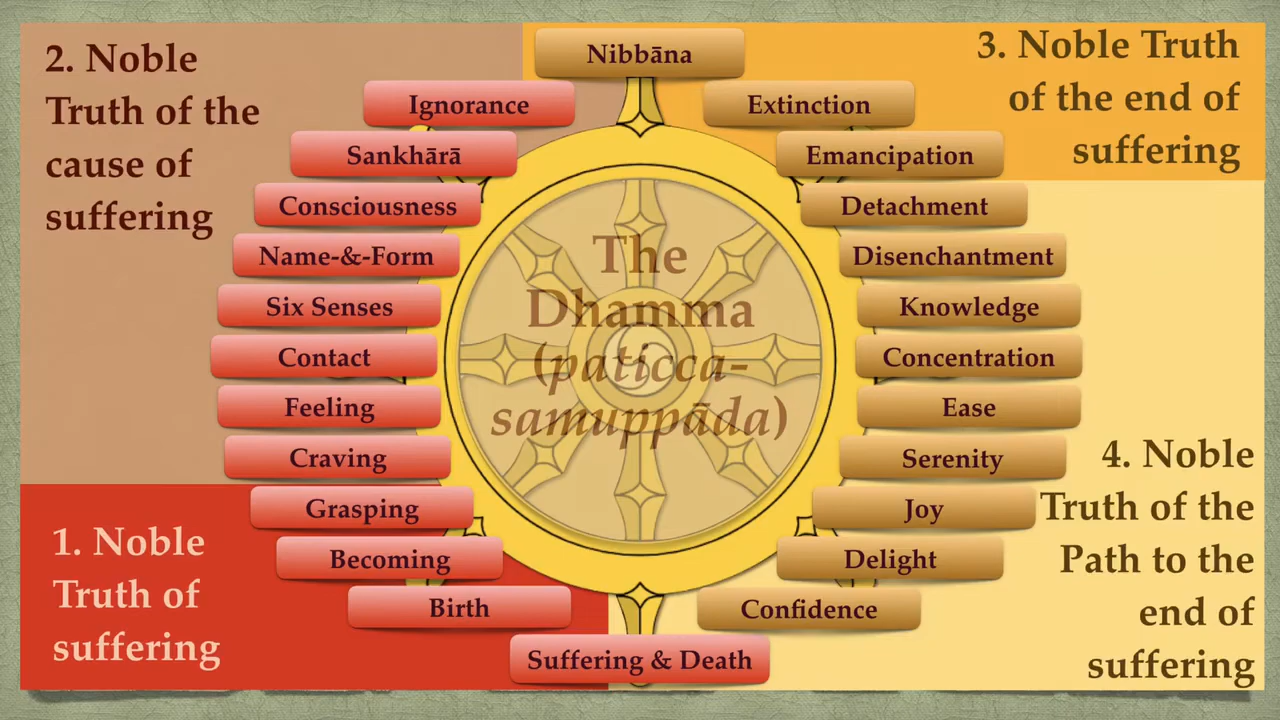 2. Noble
Truth of the
cause of
suffering
Nibbāna
3. Noble Truth
of the end of
suffering
Ignorance
Sankhārā
Consciousness
Name-&-Form
Six Senses
Contact
Feeling
Craving
Grasping
Becoming
Birth
Suffering & Death
1. Noble
Truth of
suffering
The
Dhamma
(paticca-
samuppāda)
Extinction
Emancipation
Detachment
Disenchantment
Knowledge
Concentration
Ease
Serenity
Joy
Delight
Confidence
4. Noble
Truth of the
Path to the
end of
suffering